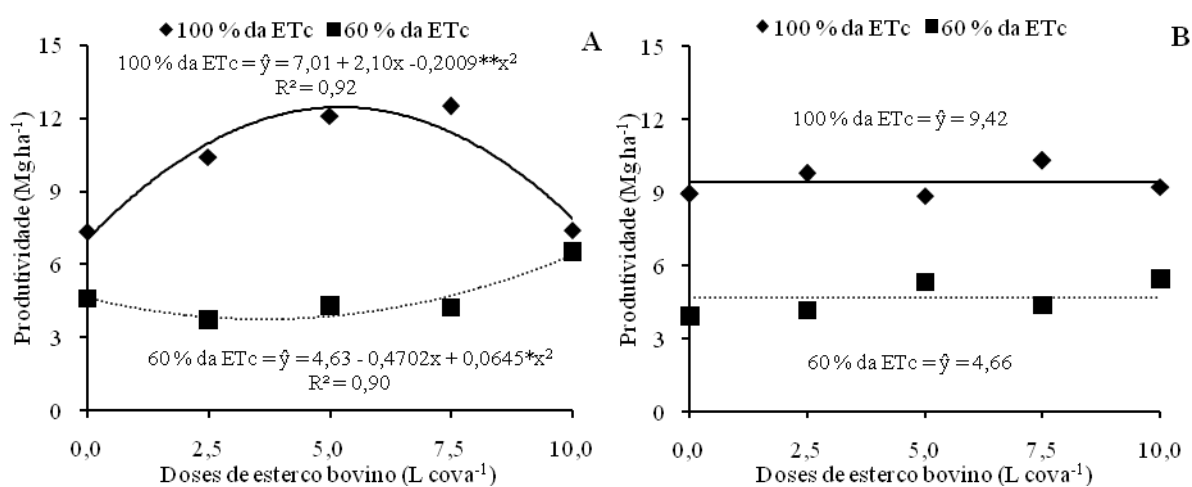 ◆ 100 % da ETc ■ 60 % da ETc
A
15
100 % da ETc = ŷ = 7,01 + 2,10x -0,2009**x²
R² = 0,92
12
9
6
3
0
Produtividade (Mg ha⁻¹)
60 % da ETc = ŷ = 4,63 - 0,4702x + 0,0645*x²
R² = 0,90
0,0 2,5 5,0 7,5 10,0
Doses de esterco bovino (L cova⁻¹)
◆ 100 % da ETc ■ 60 % da ETc
B
15
12
9
6
3
0
Produtividade (Mg ha⁻¹)
100 % da ETc = ŷ = 9,42
60 % da ETc = ŷ = 4,66
0,0 2,5 5,0 7,5 10,0
Doses de esterco bovino (L cova⁻¹)